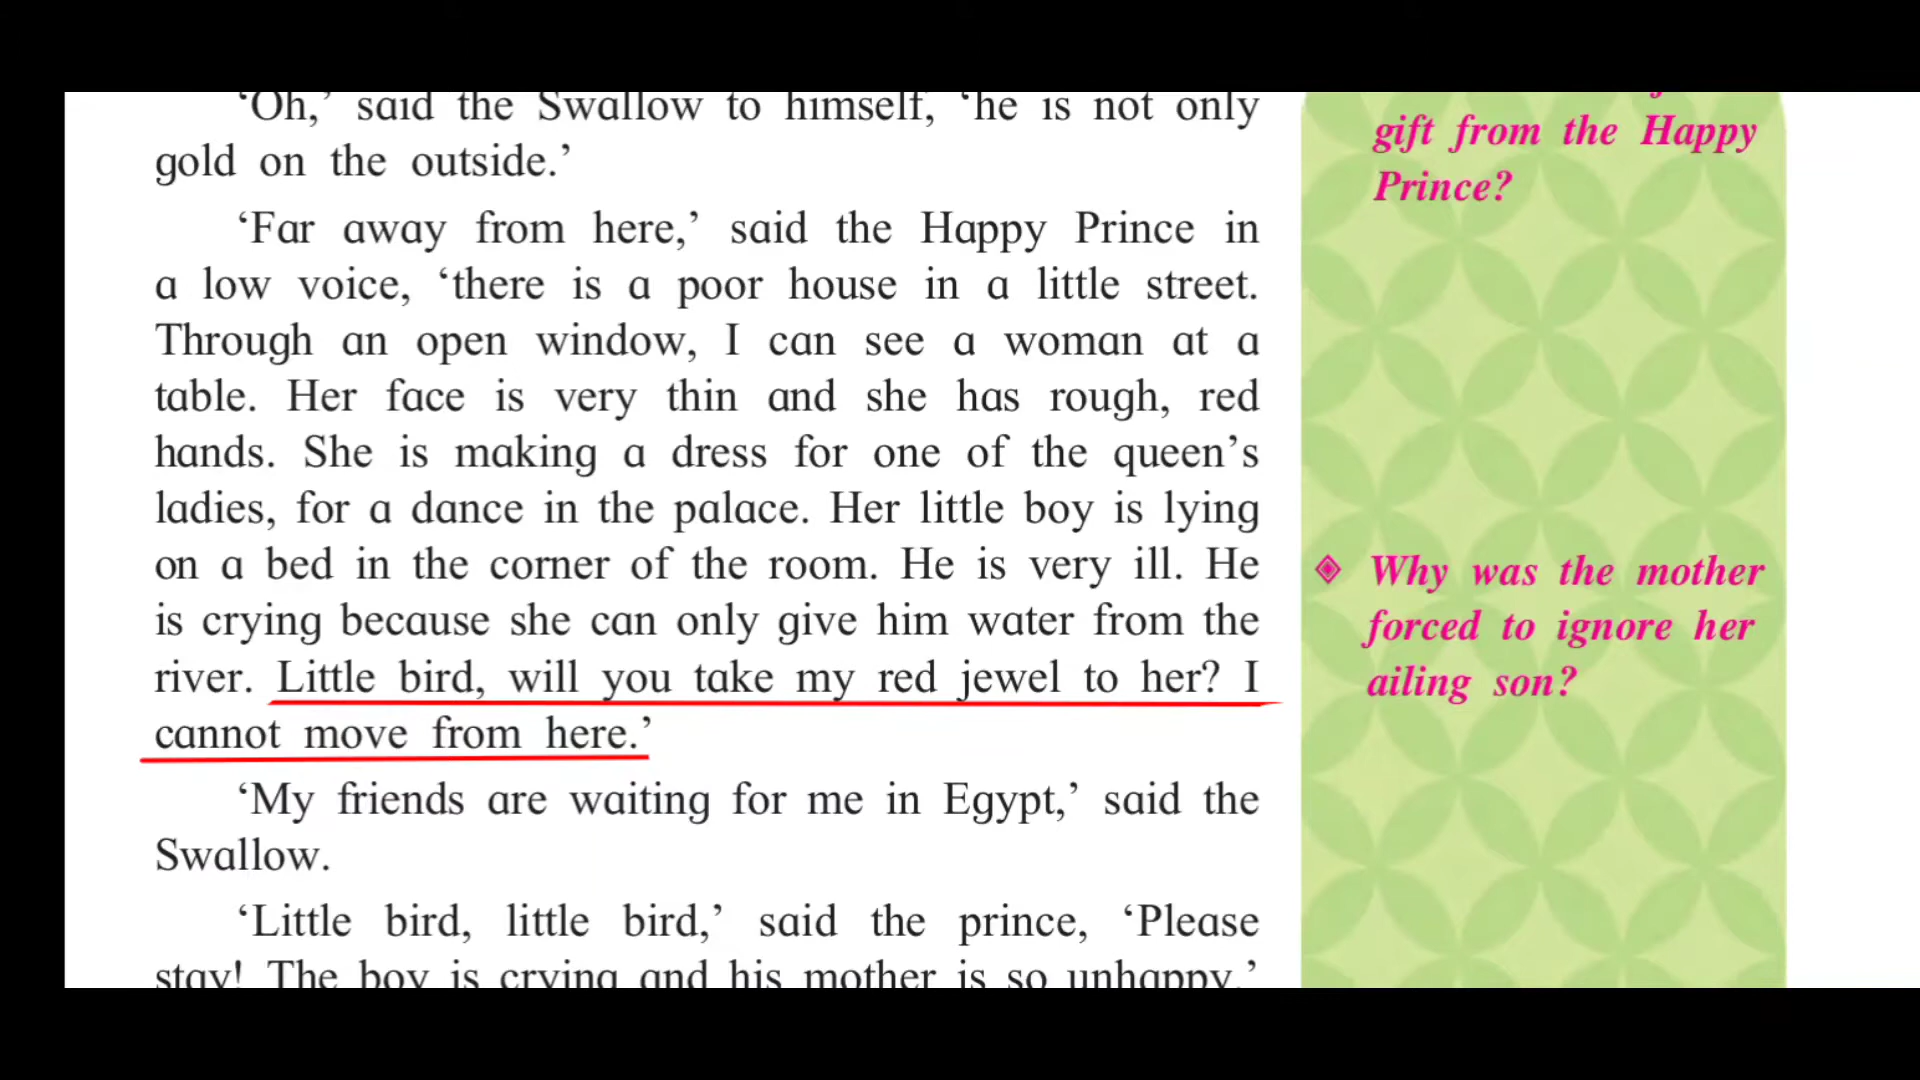 ‘Oh,’ said the Swallow to himself, ‘he is not only
gold on the outside.’
‘Far away from here,’ said the Happy Prince in
a low voice, ‘there is a poor house in a little street.
Through an open window, I can see a woman at a
table. Her face is very thin and she has rough, red
hands. She is making a dress for one of the queen’s
ladies, for a dance in the palace. Her little boy is lying
on a bed in the corner of the room. He is very ill. He
is crying because she can only give him water from the
river. Little bird, will you take my red jewel to her? I
cannot move from here.’
‘My friends are waiting for me in Egypt,’ said the
Swallow.
‘Little bird, little bird,’ said the prince, ‘Please
stay! The boy is crying and his mother is so unhappy.’
gift from the Happy
Prince?
Why was the mother
forced to ignore her
ailing son?